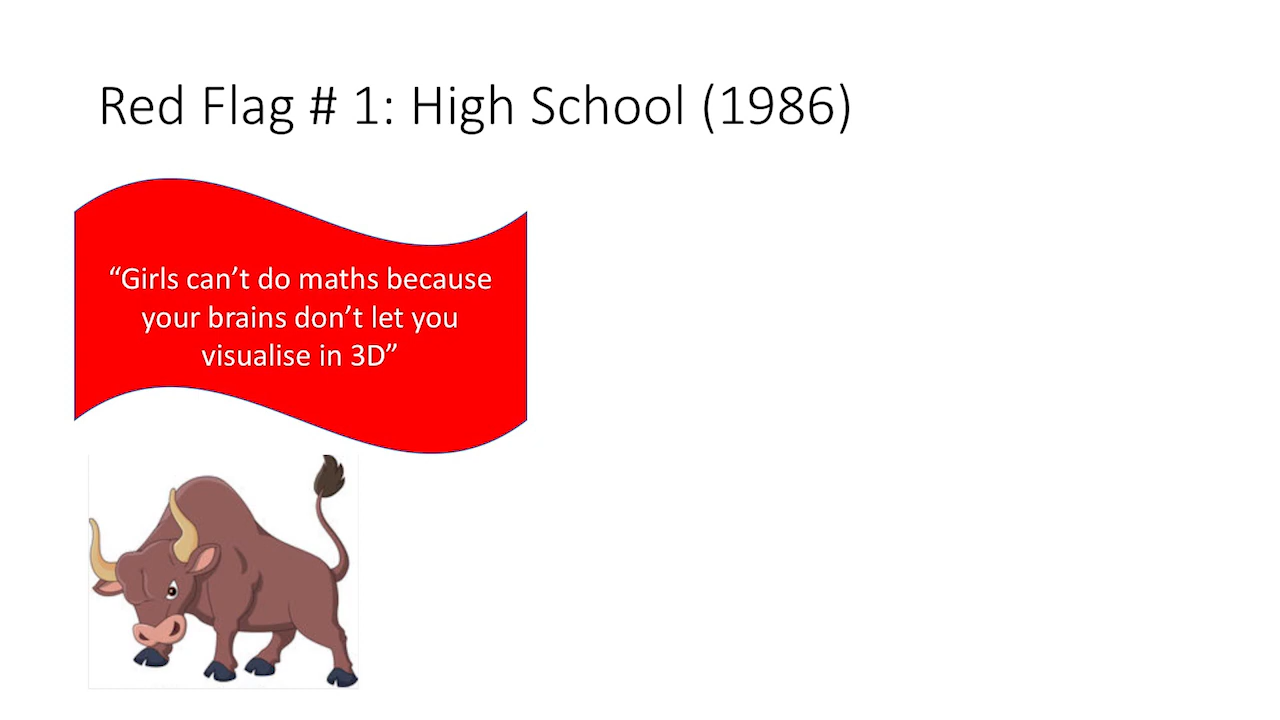 Red Flag # 1: High School (1986)
“Girls can’t do maths because
your brains don’t let you
visualise in 3D”